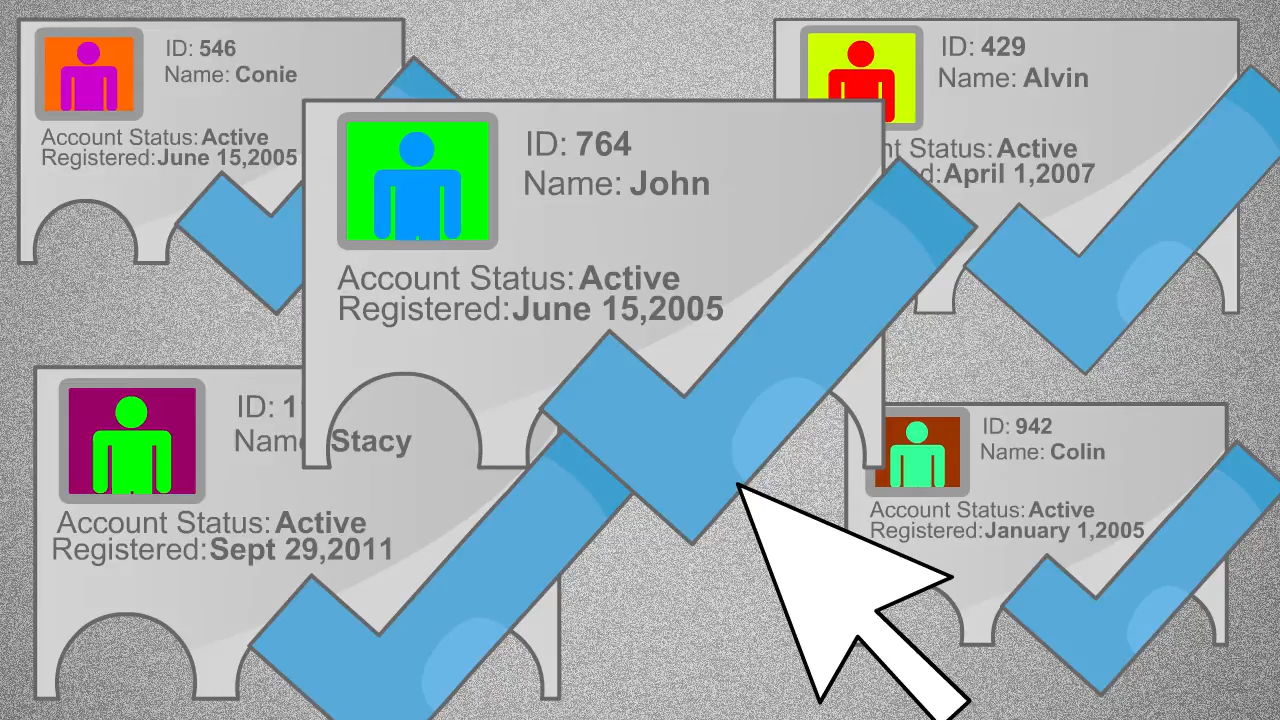 ID: 546
Name: Conie
Account Status: Active
Registered: June 15,2005
ID: 429
Name: Alvin
Status: Active
April 1,2007
ID: 764
Name: John
Account Status: Active
Registered: June 15,2005
ID:
Stacy
Account Status: Active
Registered: Sept 29,2011
ID: 942
Name: Colin
Account Status: Active
Registered: January 1,2005